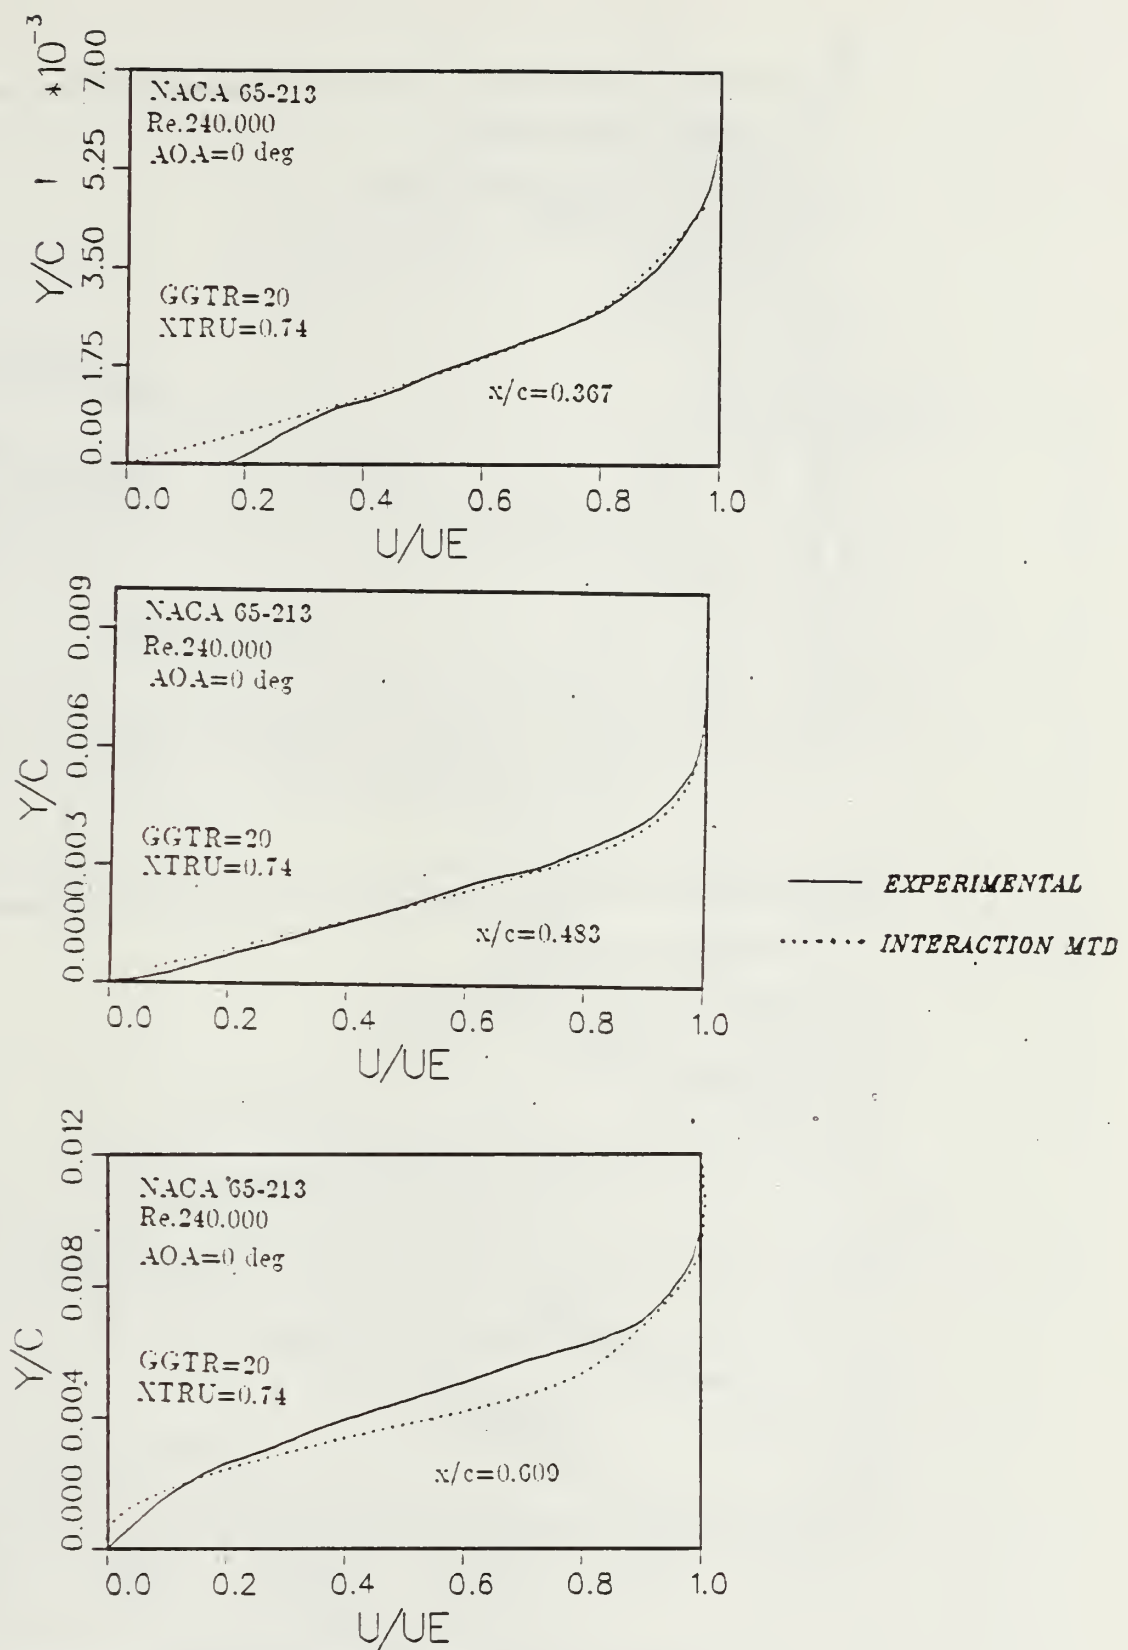 *10⁻³
7.00
5.25
3.50
1.75
0.00
Y/C
NACA 65-213
Re.240.000
AOA=0 deg
GGTR=20
XTRU=0.74
x/c=0.367
0.0 0.2 0.4 0.6 0.8 1.0
U/UE
0.009
0.006
0.003
0.000
Y/C
NACA 65-213
Re.240.000
AOA=0 deg
GGTR=20
XTRU=0.74
x/c=0.483
0.0 0.2 0.4 0.6 0.8 1.0
U/UE
EXPERIMENTAL
INTERACTION MTD
0.012
0.008
0.004
0.000
Y/C
NACA 65-213
Re.240.000
AOA=0 deg
GGTR=20
XTRU=0.74
x/c=0.609
0.0 0.2 0.4 0.6 0.8 1.0
U/UE